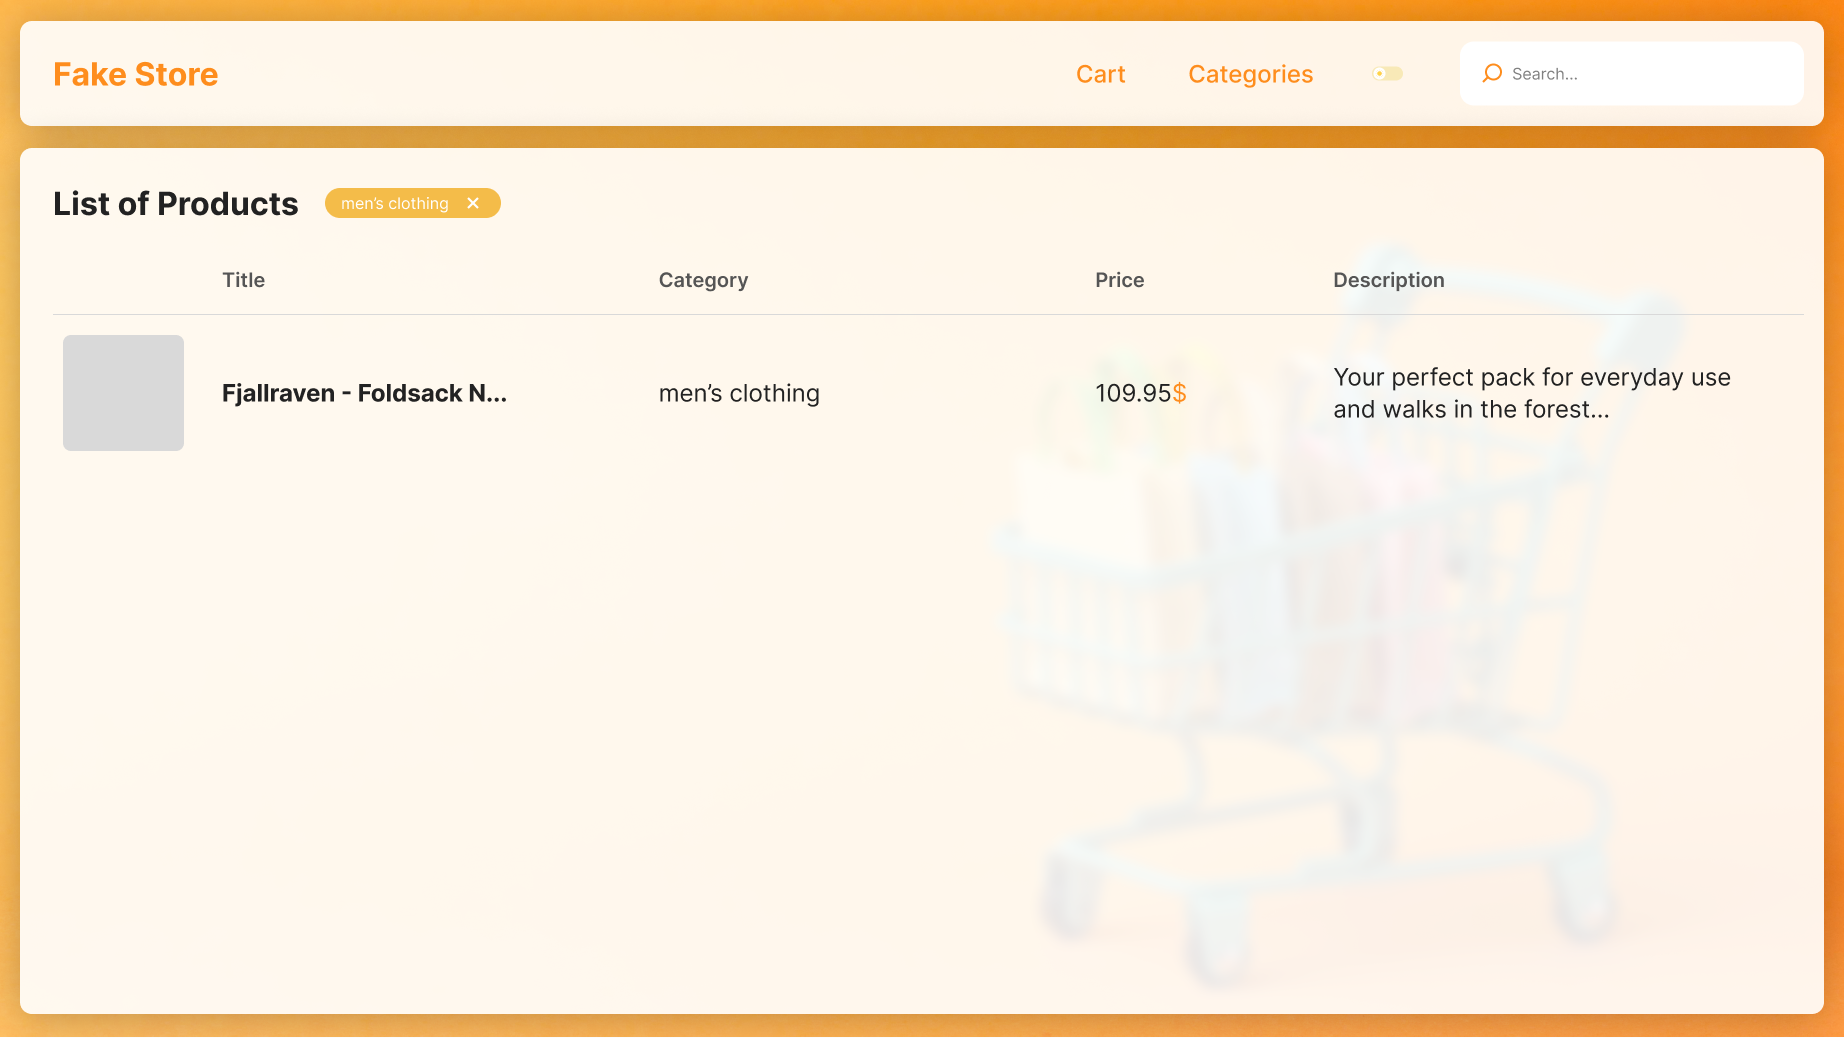 Fake Store
Cart
Categories
Search...
List of Products
men's clothing
Title
Category
Price
Description
Fjallraven - Foldsack N...
men’s clothing
109.95$
Your perfect pack for everyday use
and walks in the forest...